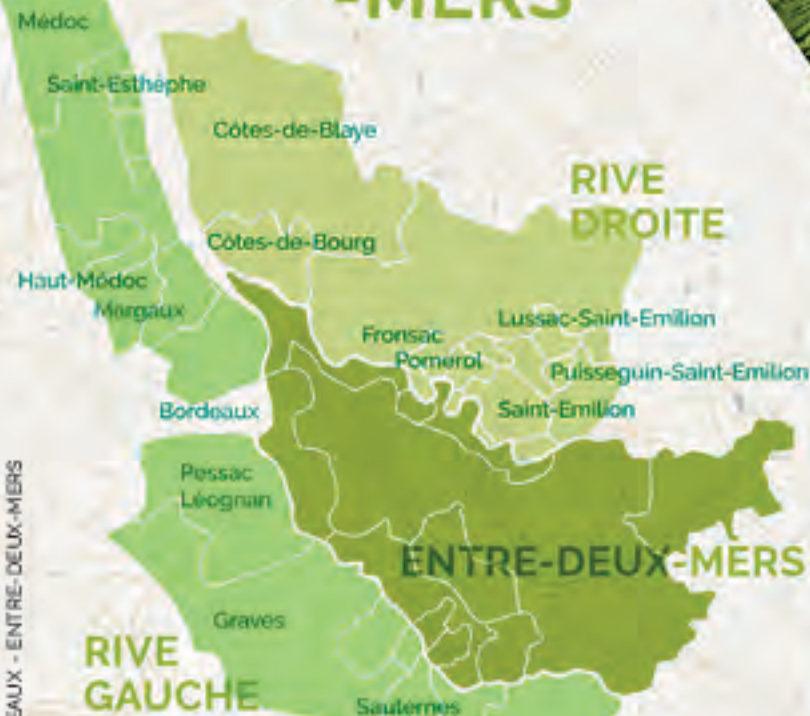 -MERS
Médoc
Saint-Esthèphe
Côtes-de-Blaye
RIVE
DROITE
Côtes-de-Bourg
Haut-Médoc
Margaux
Lussac-Saint-Emilion
Fronsac
Pomerol
Puisseguin-Saint-Emilion
Saint-Emilion
Bordeaux
Pessac
Léognan
ENTRE-DEUX-MERS
Graves
RIVE
GAUCHE
Sauternes
EAUX - ENTRE-DEUX-MERS